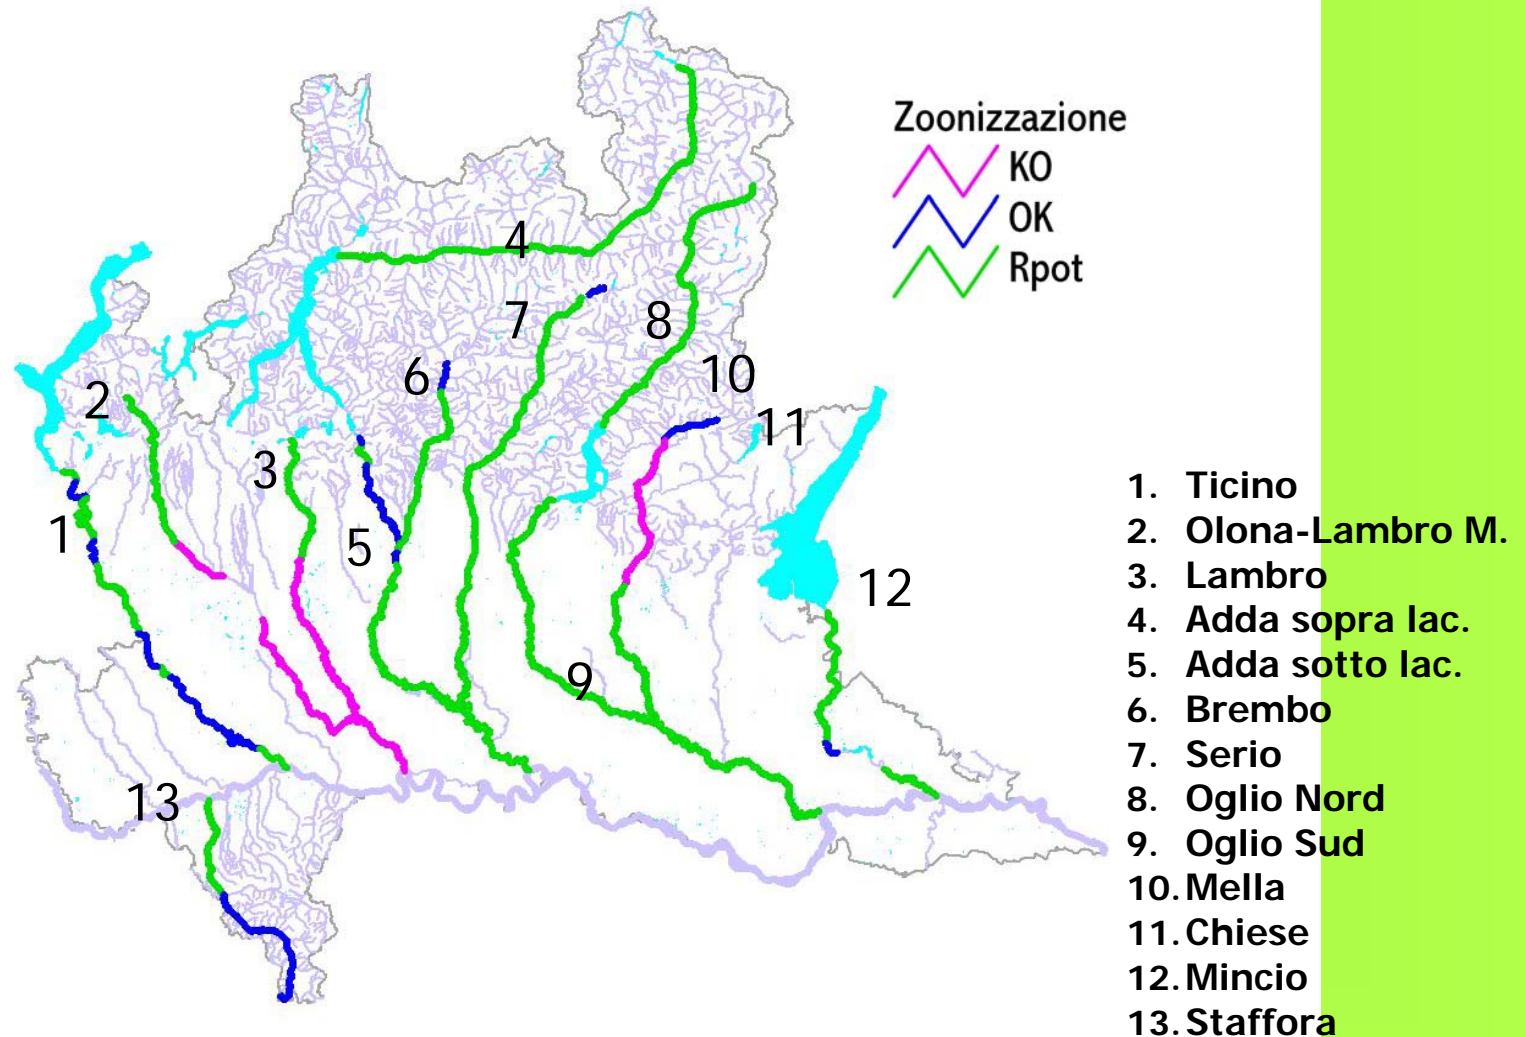 Zoonizzazione
KO
OK
Rpot
4
7
8
6
10
2
11
3
1
5
12
9
13
1. Ticino
2. Olona-Lambro M.
3. Lambro
4. Adda sopra lac.
5. Adda sotto lac.
6. Brembo
7. Serio
8. Oglio Nord
9. Oglio Sud
10. Mella
11. Chiese
12. Mincio
13. Staffora